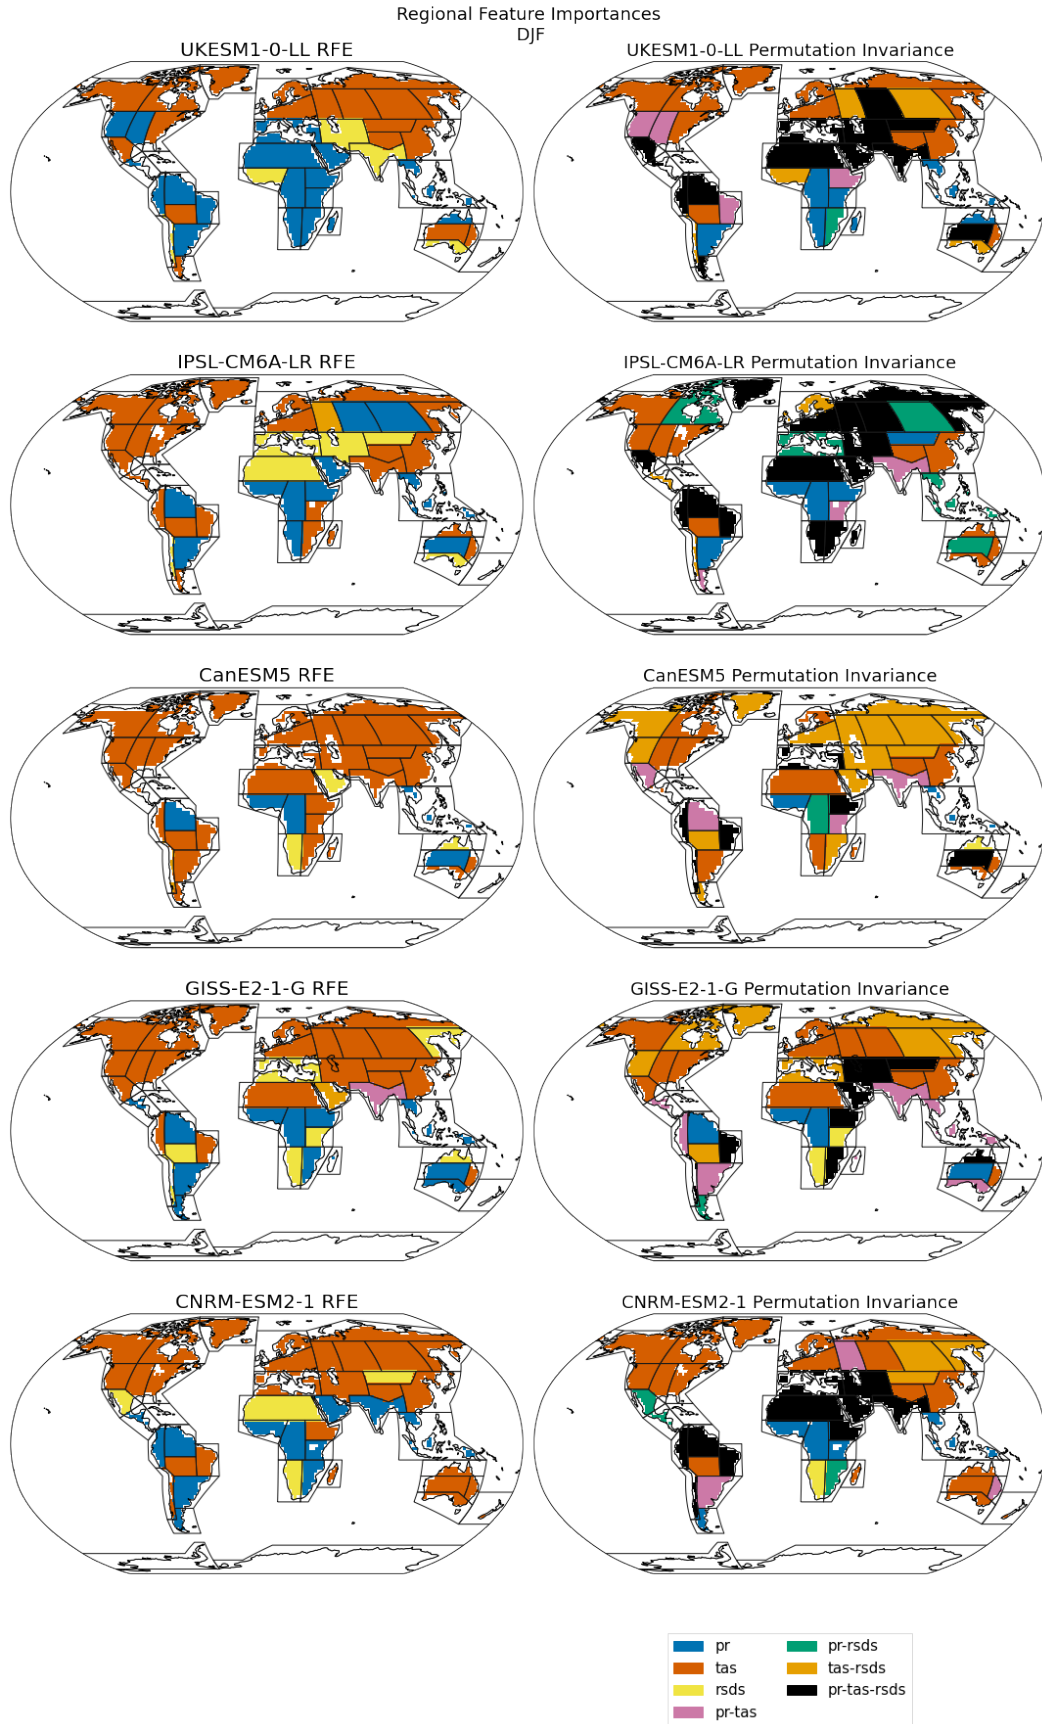 Regional Feature Importances
DJF
UKESM1-0-LL RFE
UKESM1-0-LL Permutation Invariance
IPSL-CM6A-LR RFE
IPSL-CM6A-LR Permutation Invariance
CanESM5 RFE
CanESM5 Permutation Invariance
GISS-E2-1-G RFE
GISS-E2-1-G Permutation Invariance
CNRM-ESM2-1 RFE
CNRM-ESM2-1 Permutation Invariance
pr
tas
rsds
pr-tas
pr-rsds
tas-rsds
pr-tas-rsds